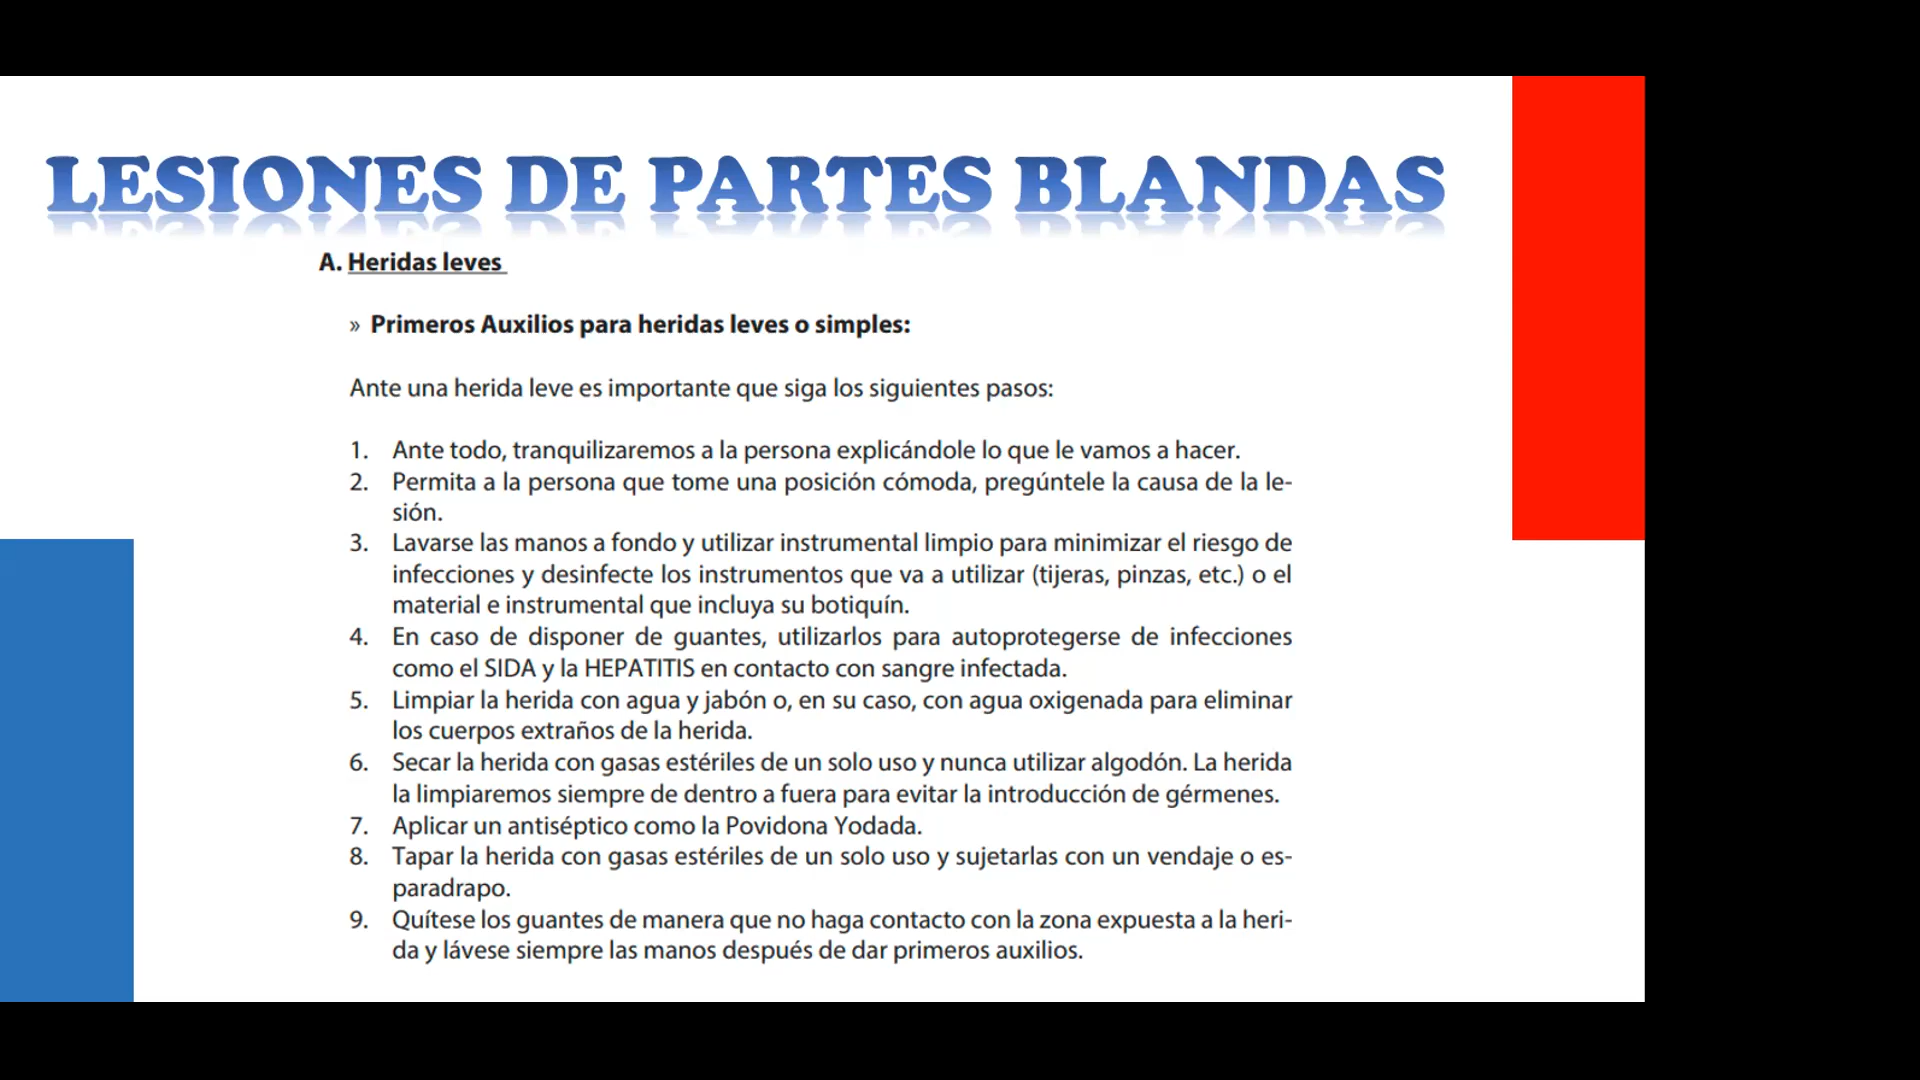 LESIONES DE PARTES BLANDAS
A. Heridas leves
» Primeros Auxilios para heridas leves o simples:
Ante una herida leve es importante que siga los siguientes pasos:
1. Ante todo, tranquilizaremos a la persona explicándole lo que le vamos a hacer.
2. Permita a la persona que tome una posición cómoda, pregúntele la causa de la le-
sión.
3. Lavarse las manos a fondo y utilizar instrumental limpio para minimizar el riesgo de
infecciones y desinfecte los instrumentos que va a utilizar (tijeras, pinzas, etc.) o el
material e instrumental que incluya su botiquín.
4. En caso de disponer de guantes, utilizarlos para autoprotegerse de infecciones
como el SIDA y la HEPATITIS en contacto con sangre infectada.
5. Limpiar la herida con agua y jabón o, en su caso, con agua oxigenada para eliminar
los cuerpos extraños de la herida.
6. Secar la herida con gasas estériles de un solo uso y nunca utilizar algodón. La herida
la limpiaremos siempre de dentro a fuera para evitar la introducción de gérmenes.
7. Aplicar un antiséptico como la Povidona Yodada.
8. Tapar la herida con gasas estériles de un solo uso y sujetarlas con un vendaje o es-
paradrapo.
9. Quítese los guantes de manera que no haga contacto con la zona expuesta a la heri-
da y lávese siempre las manos después de dar primeros auxilios.